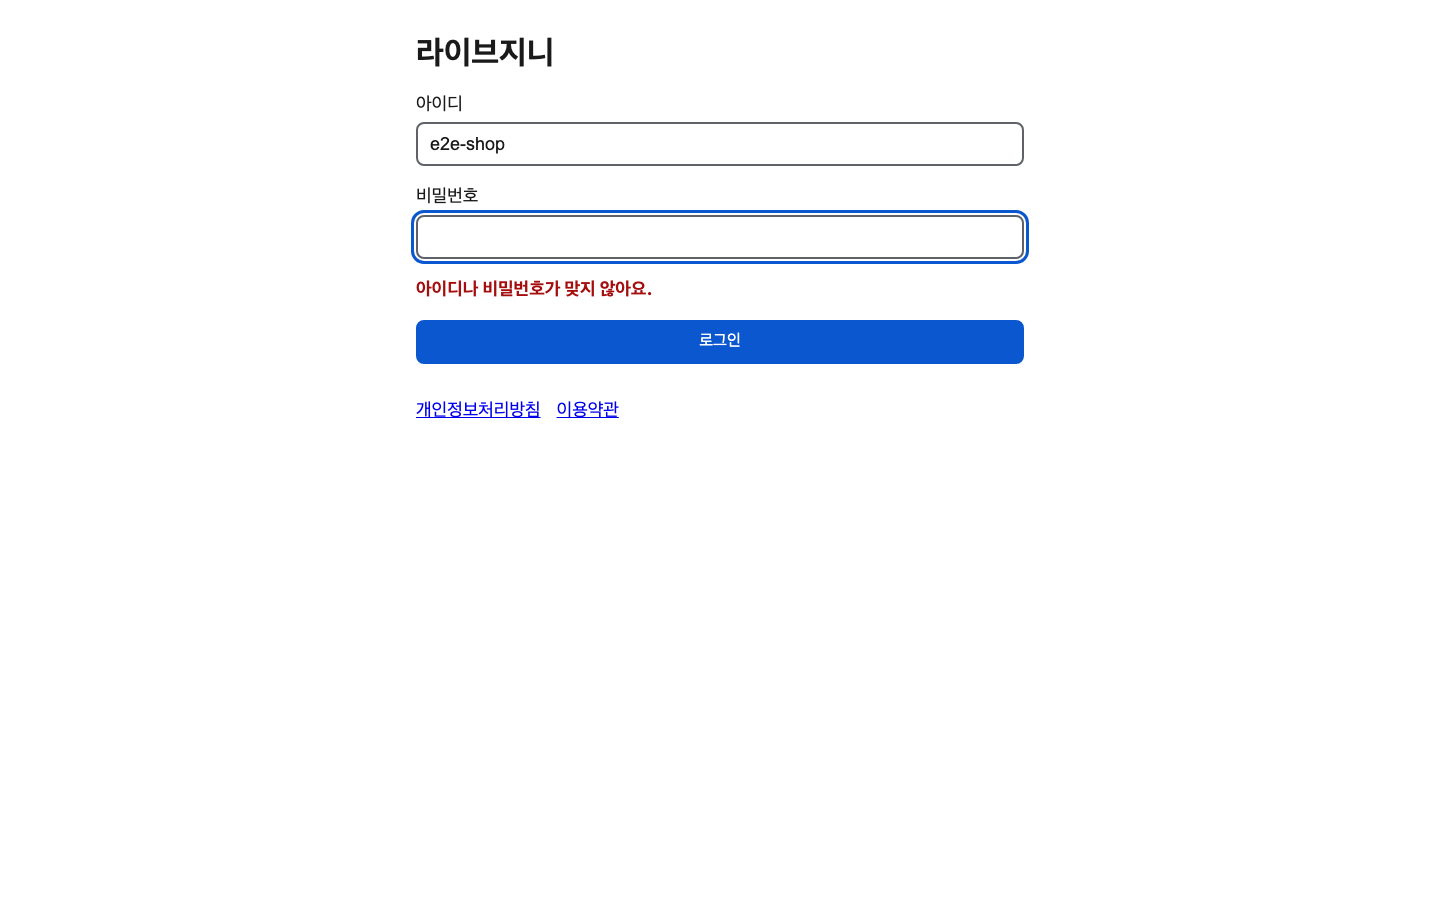 라이브지니
아이디
e2e-shop
비밀번호
아이디나 비밀번호가 맞지 않아요.
로그인
개인정보처리방침 이용약관